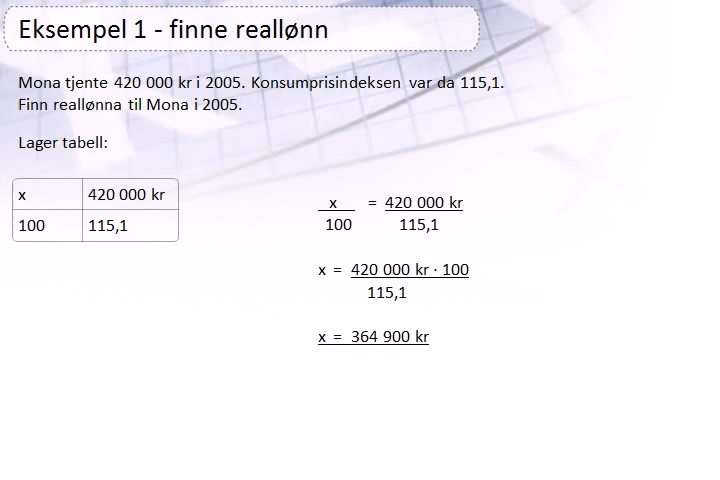 Eksempel 1 - finne reallønn
Mona tjente 420 000 kr i 2005. Konsumprisindeksen var da 115,1.
Finn reallønna til Mona i 2005.
Lager tabell:
x 420 000 kr
100 115,1
x = 420 000 kr
100 115,1
x = 420 000 kr · 100
115,1
x = 364 900 kr